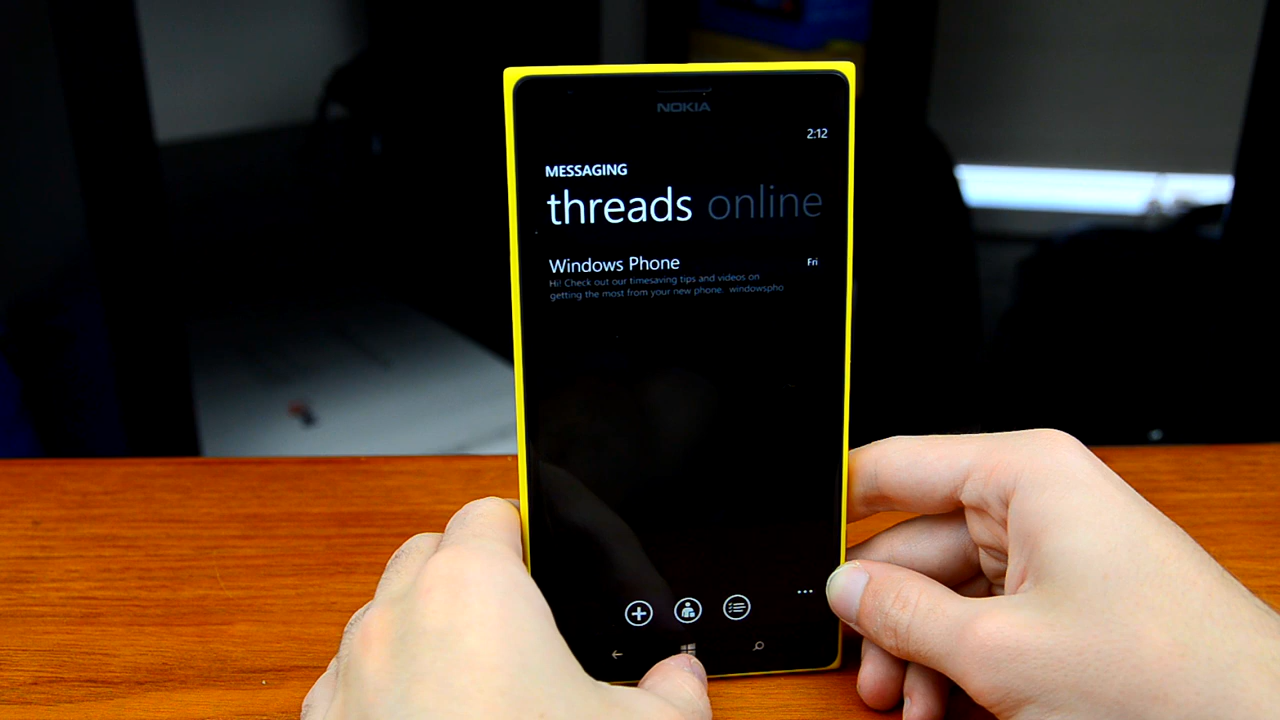 NOKIA
2:12
MESSAGING
threads online
Windows Phone Fri
Hi! Check out our timesaving tips and videos on
getting the most from your new phone. windowspho